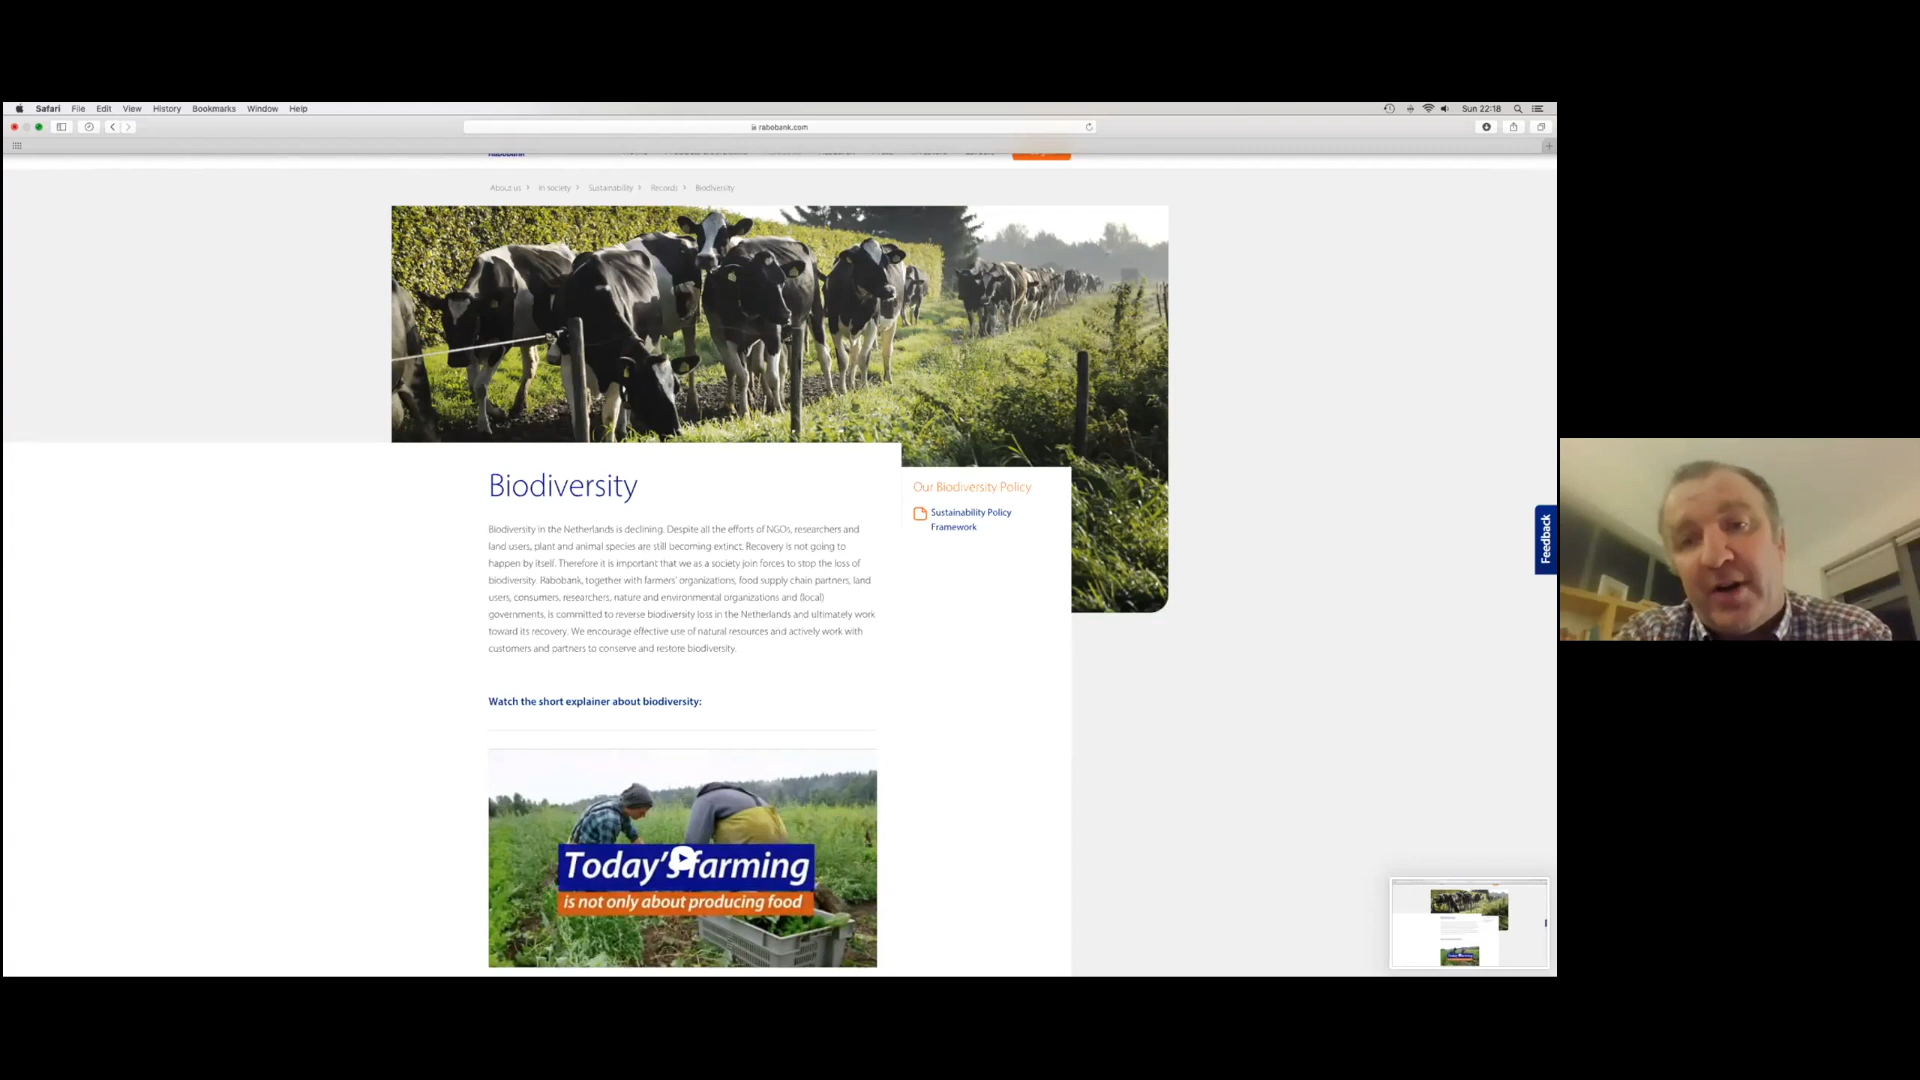 Safari File Edit View History Bookmarks Window Help
Sun 22:18
rabobank.com
Rabobank
About us > In society > Sustainability > Records > Biodiversity
Biodiversity
Biodiversity in the Netherlands is declining. Despite all the efforts of NGOs, researchers and
land users, plant and animal species are still becoming extinct. Recovery is not going to
happen by itself. Therefore it is important that we as a society join forces to stop the loss of
biodiversity. Rabobank, together with farmers' organizations, food supply chain partners, land
users, consumers, researchers, nature and environmental organizations and (local)
governments, is committed to reverse biodiversity loss in the Netherlands and ultimately work
toward its recovery. We encourage effective use of natural resources and actively work with
customers and partners to conserve and restore biodiversity.
Our Biodiversity Policy
Sustainability Policy
Framework
Feedback
Watch the short explainer about biodiversity:
Today's farming
is not only about producing food